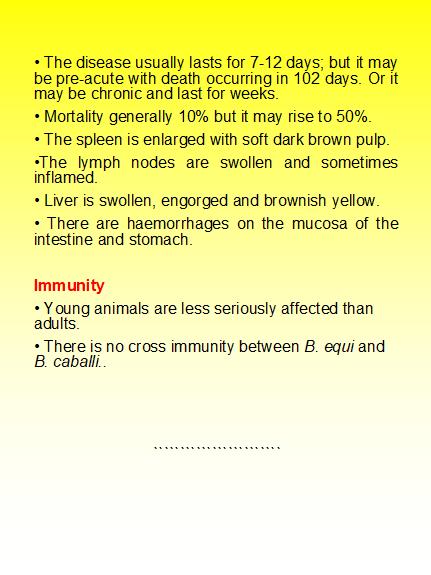 • The disease usually lasts for 7-12 days; but it may
be pre-acute with death occurring in 102 days. Or it
may be chronic and last for weeks.
• Mortality generally 10% but it may rise to 50%.
• The spleen is enlarged with soft dark brown pulp.
•The lymph nodes are swollen and sometimes
inflamed.
• Liver is swollen, engorged and brownish yellow.
• There are haemorrhages on the mucosa of the
intestine and stomach.
Immunity
• Young animals are less seriously affected than
adults.
• There is no cross immunity between B. equi and
B. caballi..
````````````````````````